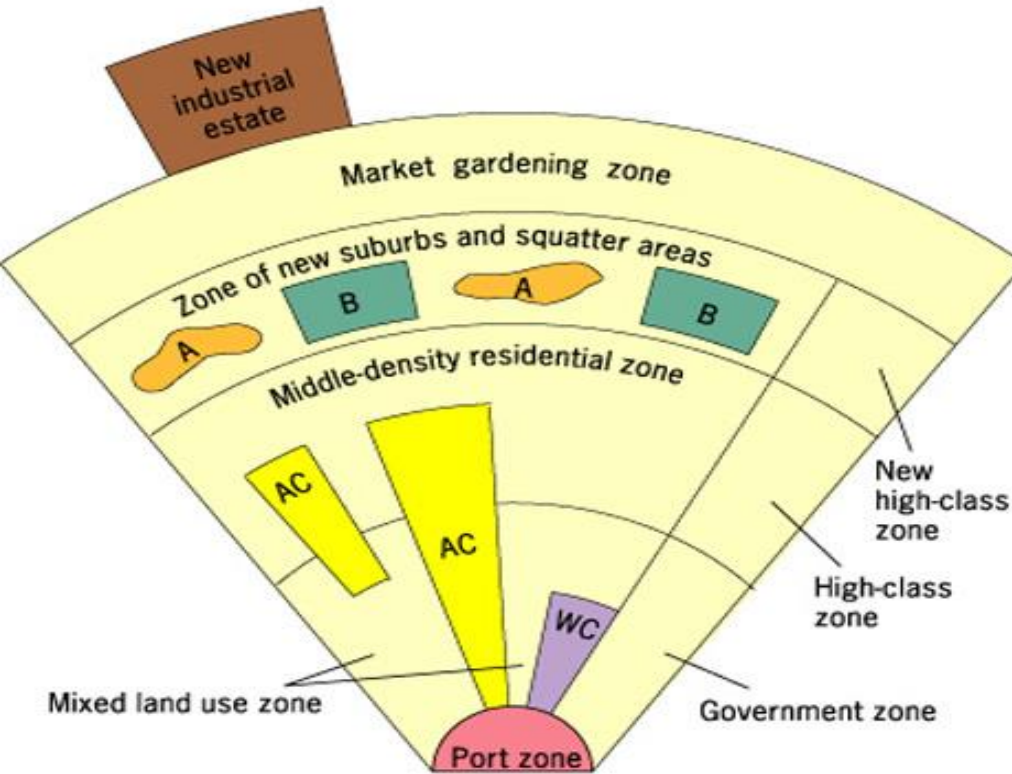 New
industrial
estate
Market gardening zone
Zone of new suburbs and squatter areas
A
B
A
B
Middle-density residential zone
AC
AC
WC
New
high-class
zone
High-class
zone
Mixed land use zone
Government zone
Port zone